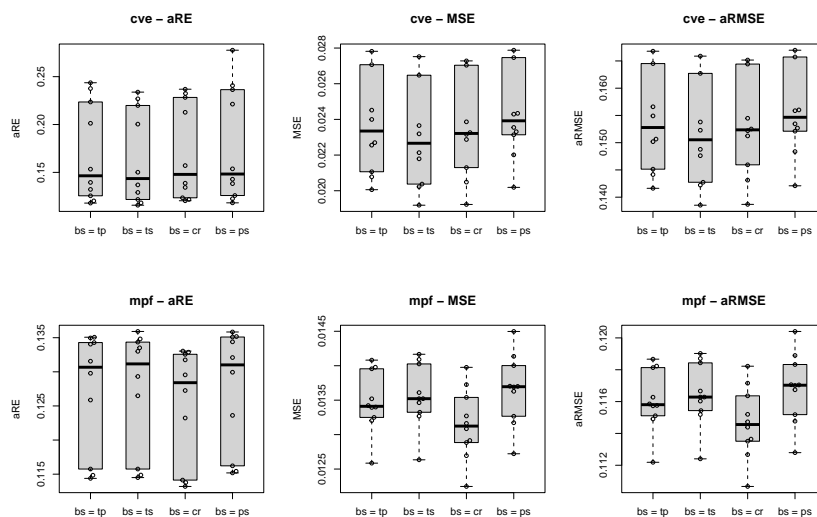 cve − aRE
aRE
0.15 0.20 0.25
bs = tp bs = ts bs = cr bs = ps
cve − MSE
MSE
0.020 0.022 0.024 0.026 0.028
bs = tp bs = ts bs = cr bs = ps
cve − aRMSE
aRMSE
0.140 0.150 0.160
bs = tp bs = ts bs = cr bs = ps
mpf − aRE
aRE
0.115 0.125 0.135
bs = tp bs = ts bs = cr bs = ps
mpf − MSE
MSE
0.0125 0.0135 0.0145
bs = tp bs = ts bs = cr bs = ps
mpf − aRMSE
aRMSE
0.112 0.116 0.120
bs = tp bs = ts bs = cr bs = ps